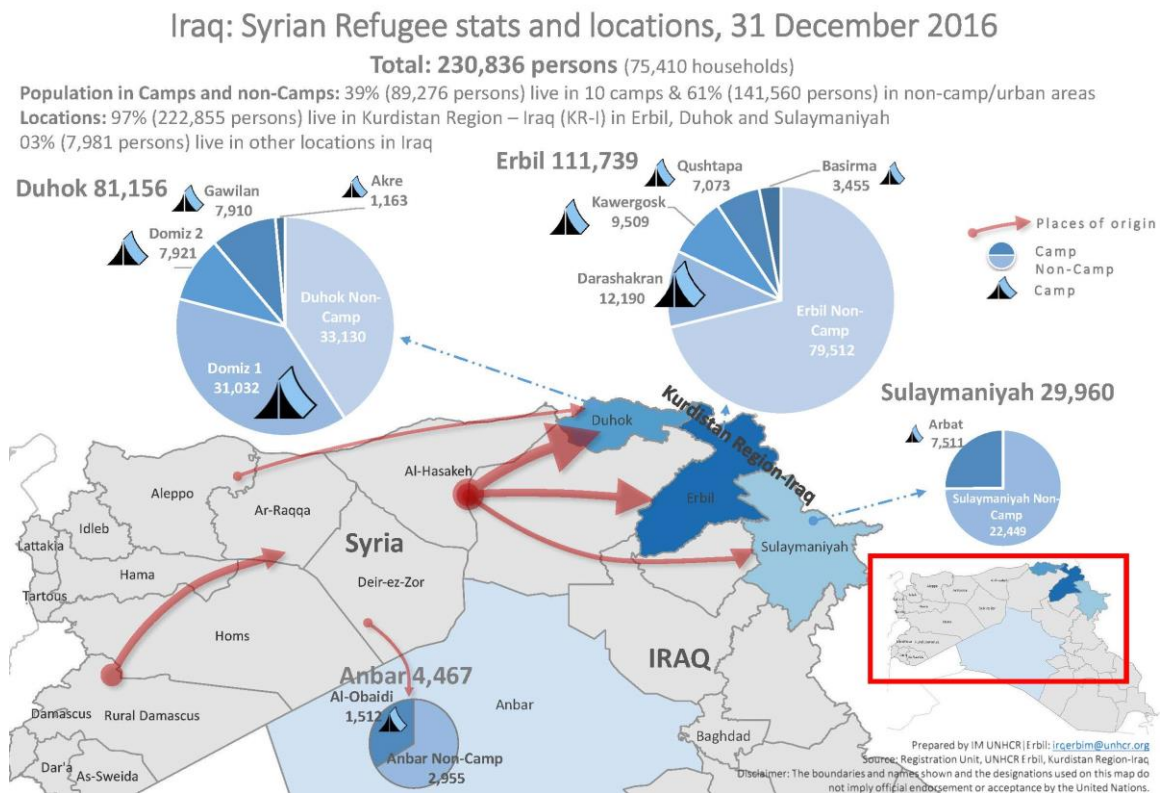 Iraq: Syrian Refugee stats and locations, 31 December 2016
Total: 230,836 persons (75,410 households)
Population in Camps and non-Camps: 39% (89,276 persons) live in 10 camps & 61% (141,560 persons) in non-camp/urban areas
Locations: 97% (222,855 persons) live in Kurdistan Region – Iraq (KR-I) in Erbil, Duhok and Sulaymaniyah
03% (7,981 persons) live in other locations in Iraq
Duhok 81,156
Gawilan
7,910
Akre
1,163
Domiz 2
7,921
Duhok Non-
Camp
33,130
Domiz 1
31,032
Erbil 111,739
Qushtapa
7,073
Basirma
3,455
Kawergosk
9,509
Darashakran
12,190
Erbil Non-
Camp
79,512
Places of origin
Camp
Non-Camp
Camp
Sulaymaniyah 29,960
Arbat
7,511
Sulaymaniyah Non-
Camp
22,449
Kurdistan Region-Iraq
Duhok
Erbil
Sulaymaniyah
Al-Hasakeh
Aleppo
Ar-Raqqa
Idleb
Lattakia
Syria
Hama
Deir-ez-Zor
Tartous
Homs
IRAQ
Anbar 4,467
Al-Obaidi
1,512
Anbar Non-Camp
2,955
Anbar
Damascus
Rural Damascus
Baghdad
Dar'a
As-Sweida
Prepared by IM UNHCR|Erbil: irqerbim@unhcr.org
Source: Registration Unit, UNHCR Erbil, Kurdistan Region-Iraq
Disclaimer: The boundaries and names shown and the designations used on this map do
not imply official endorsement or acceptance by the United Nations.